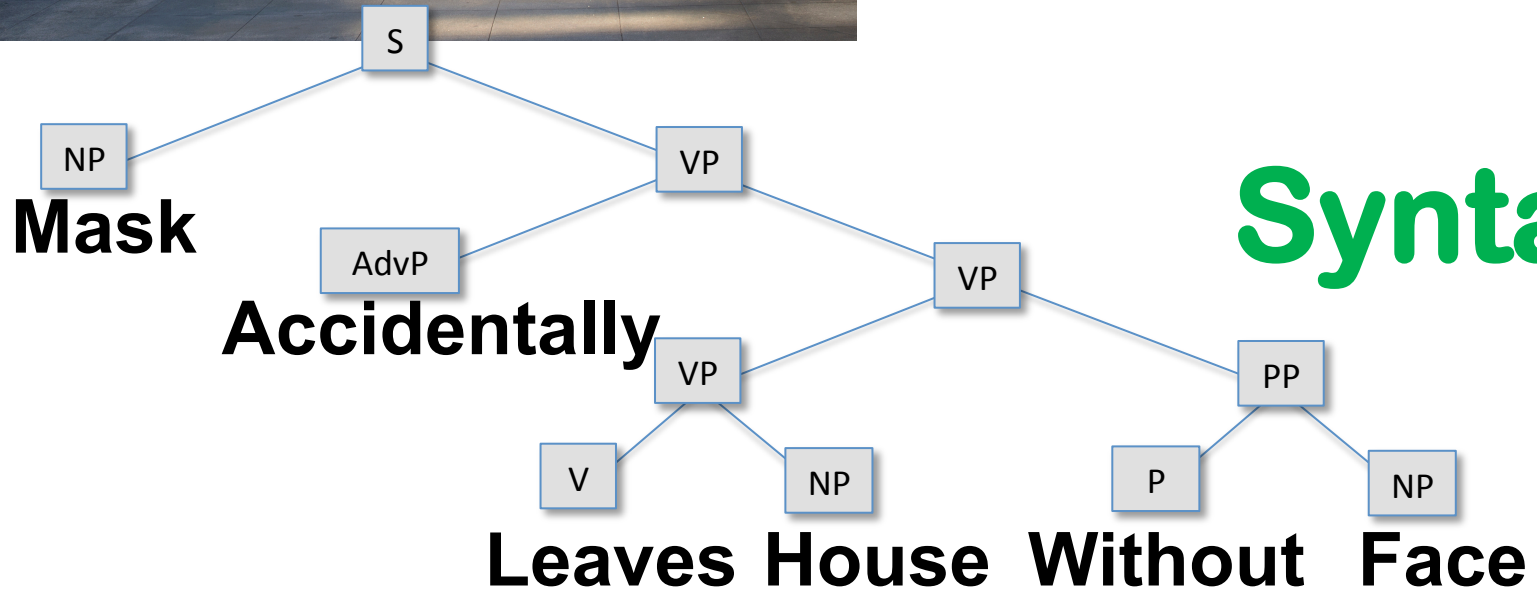 S
NP VP
Mask
Synta
AdvP VP
Accidentally
VP PP
V NP P NP
Leaves House Without Face